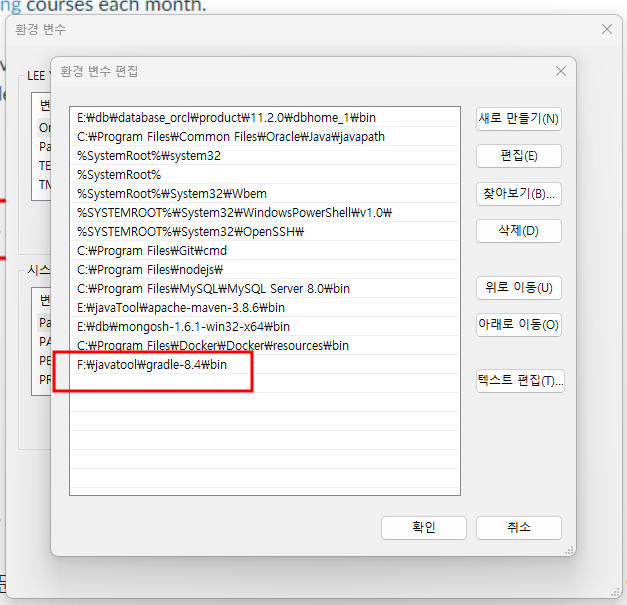 ng courses each month.
환경 변수
환경 변수 편집
LEE
변
Or
Pa
TE
TM
시스
변
Pa
PA
PE
PR
E:₩db₩database_orcl₩product₩11.2.0₩dbhome_1₩bin
C:₩Program Files₩Common Files₩Oracle₩Java₩javapath
%SystemRoot%₩system32
%SystemRoot%
%SystemRoot%₩System32₩Wbem
%SYSTEMROOT%₩System32₩WindowsPowerShell₩v1.0₩
%SYSTEMROOT%₩System32₩OpenSSH₩
C:₩Program Files₩Git₩cmd
C:₩Program Files₩nodejs₩
C:₩Program Files₩MySQL₩MySQL Server 8.0₩bin
E:₩javaTool₩apache-maven-3.8.6₩bin
E:₩db₩mongosh-1.6.1-win32-x64₩bin
C:₩Program Files₩Docker₩Docker₩resources₩bin
F:₩javatool₩gradle-8.4₩bin
새로 만들기(N)
편집(E)
찾아보기(B)...
삭제(D)
위로 이동(U)
아래로 이동(O)
텍스트 편집(T)...
확인
취소